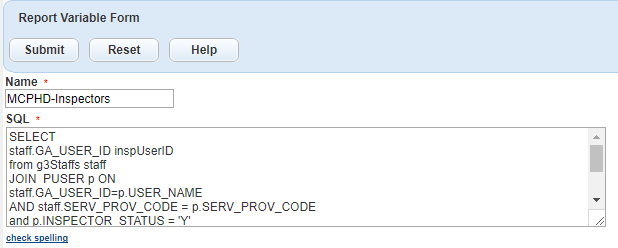 Report Variable Form
Submit Reset Help
Name *
MCPHD-Inspectors
SQL *
SELECT
staff.GA_USER_ID inspUserID
from g3Staffs staff
JOIN PUSER p ON
staff.GA_USER_ID=p.USER_NAME
AND staff.SERV_PROV_CODE = p.SERV_PROV_CODE
and p.INSPECTOR_STATUS = 'Y'
check spelling